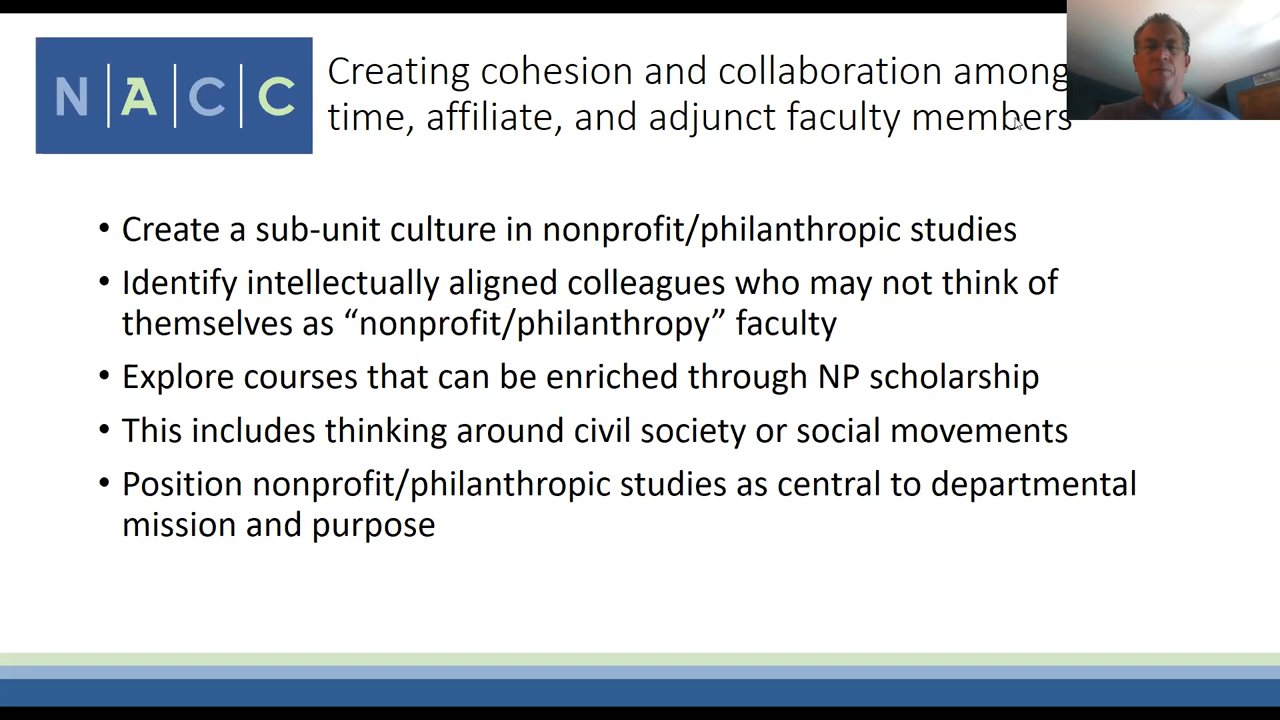 N|A|C|C
Creating cohesion and collaboration among
time, affiliate, and adjunct faculty members
• Create a sub-unit culture in nonprofit/philanthropic studies
• Identify intellectually aligned colleagues who may not think of
themselves as “nonprofit/philanthropy” faculty
• Explore courses that can be enriched through NP scholarship
• This includes thinking around civil society or social movements
• Position nonprofit/philanthropic studies as central to departmental
mission and purpose